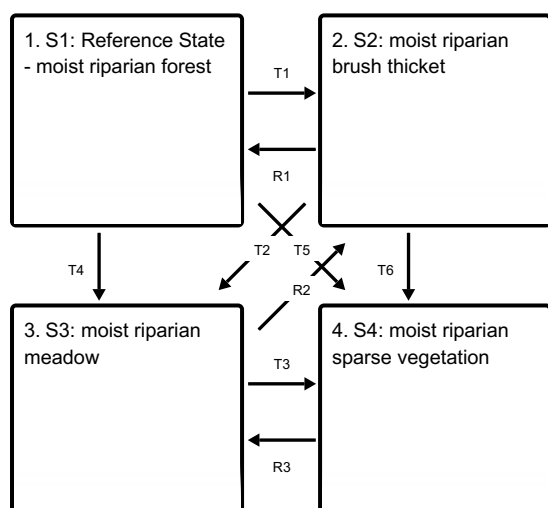 1. S1: Reference State
- moist riparian forest
2. S2: moist riparian
brush thicket
T1
R1
T2
T5
T4
R2
T6
3. S3: moist riparian
meadow
4. S4: moist riparian
sparse vegetation
T3
R3